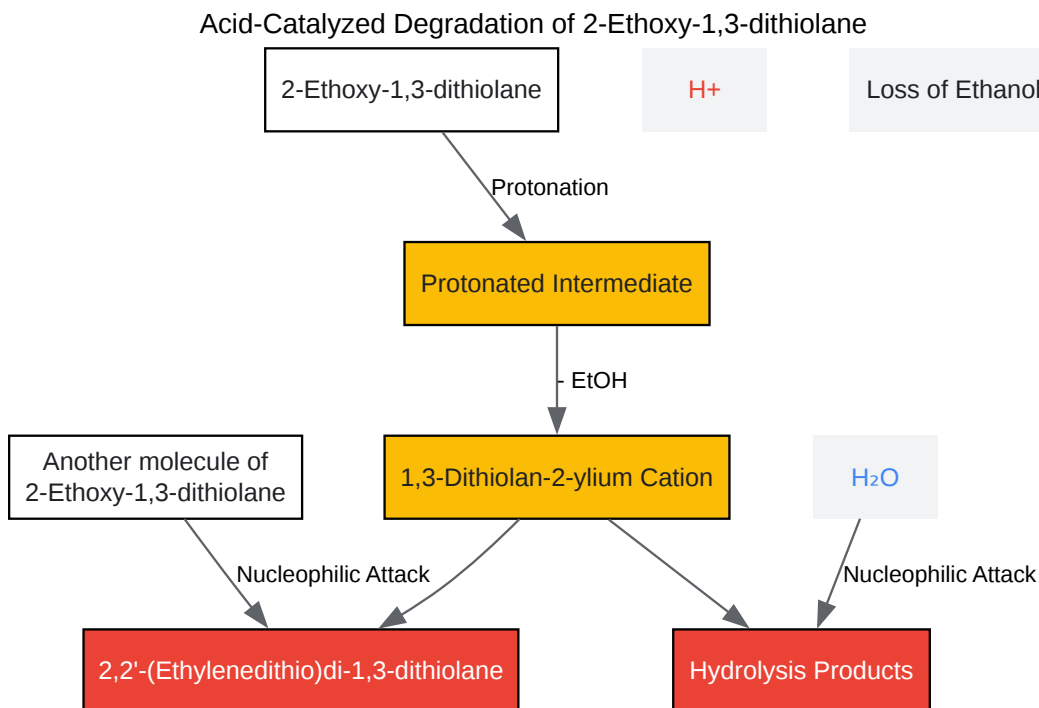 Acid-Catalyzed Degradation of 2-Ethoxy-1,3-dithiolane
2-Ethoxy-1,3-dithiolane
H+
Loss of Ethanol
Protonation
Protonated Intermediate
- EtOH
Another molecule of
2-Ethoxy-1,3-dithiolane
1,3-Dithiolan-2-ylium Cation
H₂O
Nucleophilic Attack
Nucleophilic Attack
2,2'-(Ethylenedithio)di-1,3-dithiolane
Hydrolysis Products